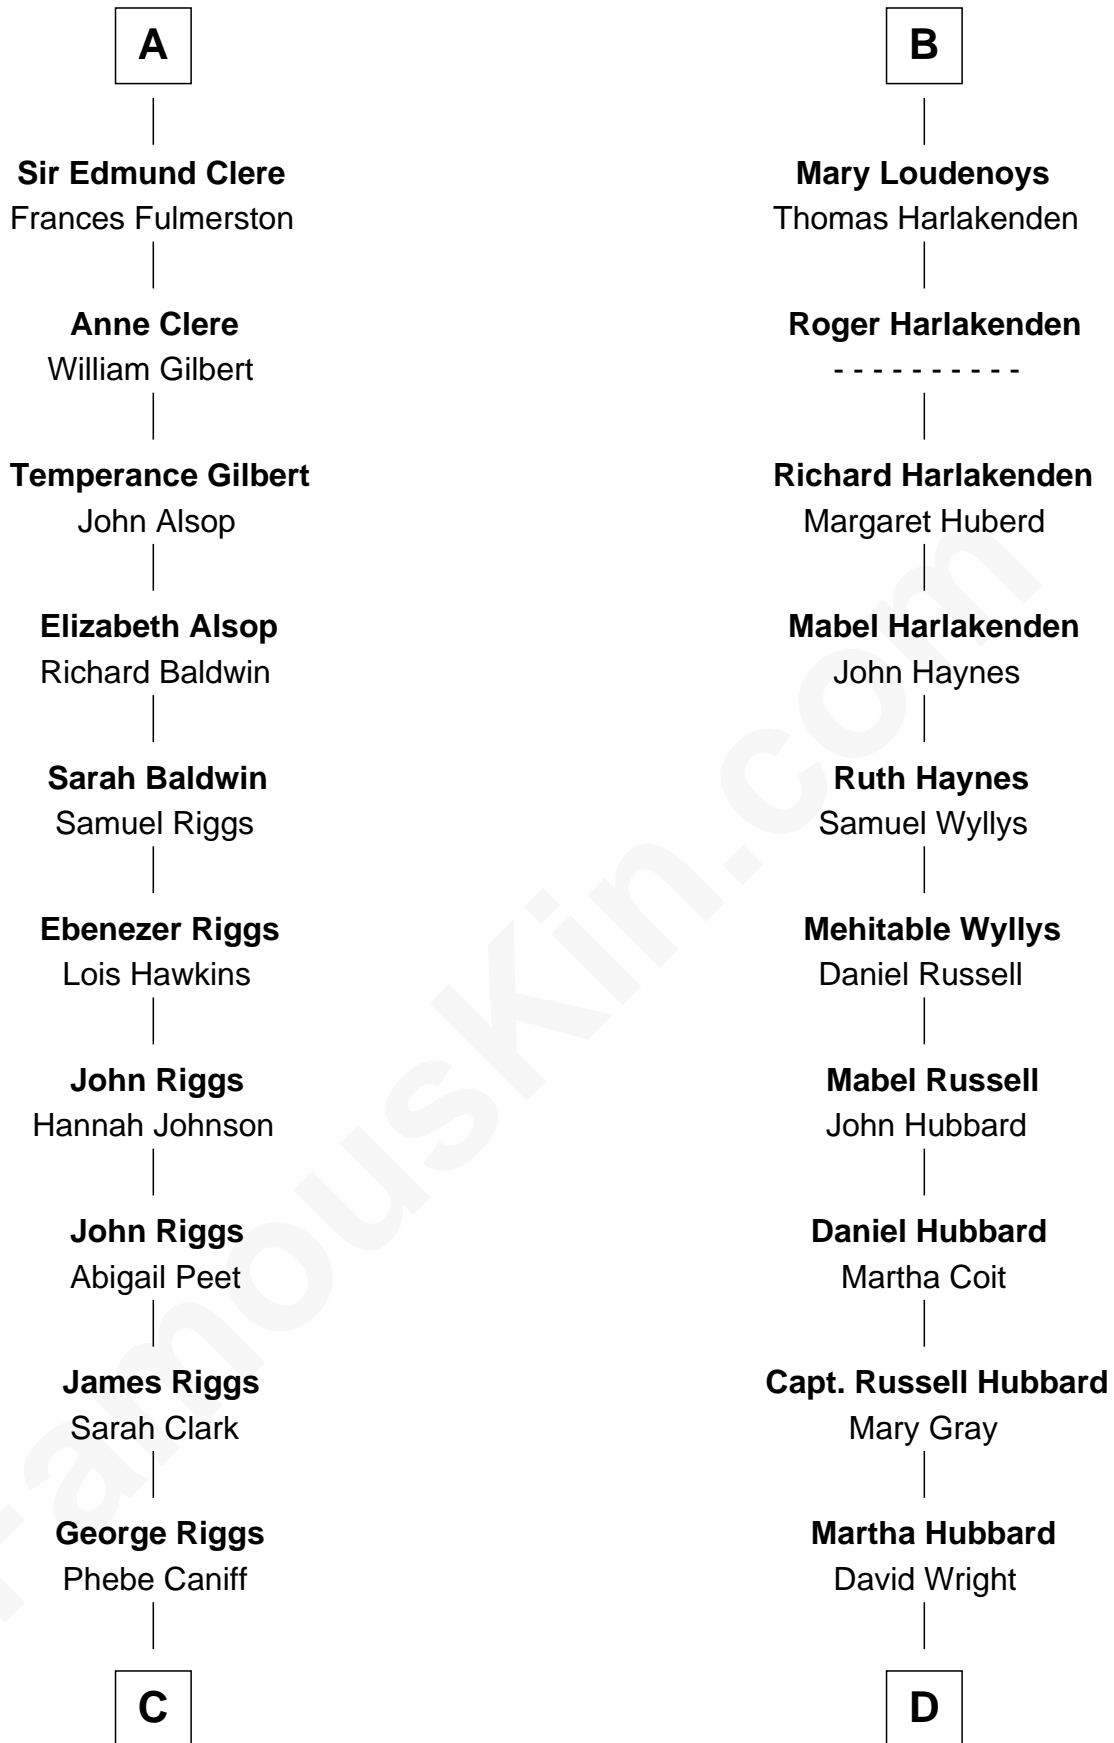 A
Sir Edmund Clere
Frances Fulmerston
Anne Clere
William Gilbert
Temperance Gilbert
John Alsop
Elizabeth Alsop
Richard Baldwin
Sarah Baldwin
Samuel Riggs
Ebenezer Riggs
Lois Hawkins
John Riggs
Hannah Johnson
John Riggs
Abigail Peet
James Riggs
Sarah Clark
George Riggs
Phebe Caniff
C
B
Mary Loudenoys
Thomas Harlakenden
Roger Harlakenden
- - - - - - - - - -
Richard Harlakenden
Margaret Huberd
Mabel Harlakenden
John Haynes
Ruth Haynes
Samuel Wyllys
Mehitable Wyllys
Daniel Russell
Mabel Russell
John Hubbard
Daniel Hubbard
Martha Coit
Capt. Russell Hubbard
Mary Gray
Martha Hubbard
David Wright
D
FamousKin.com